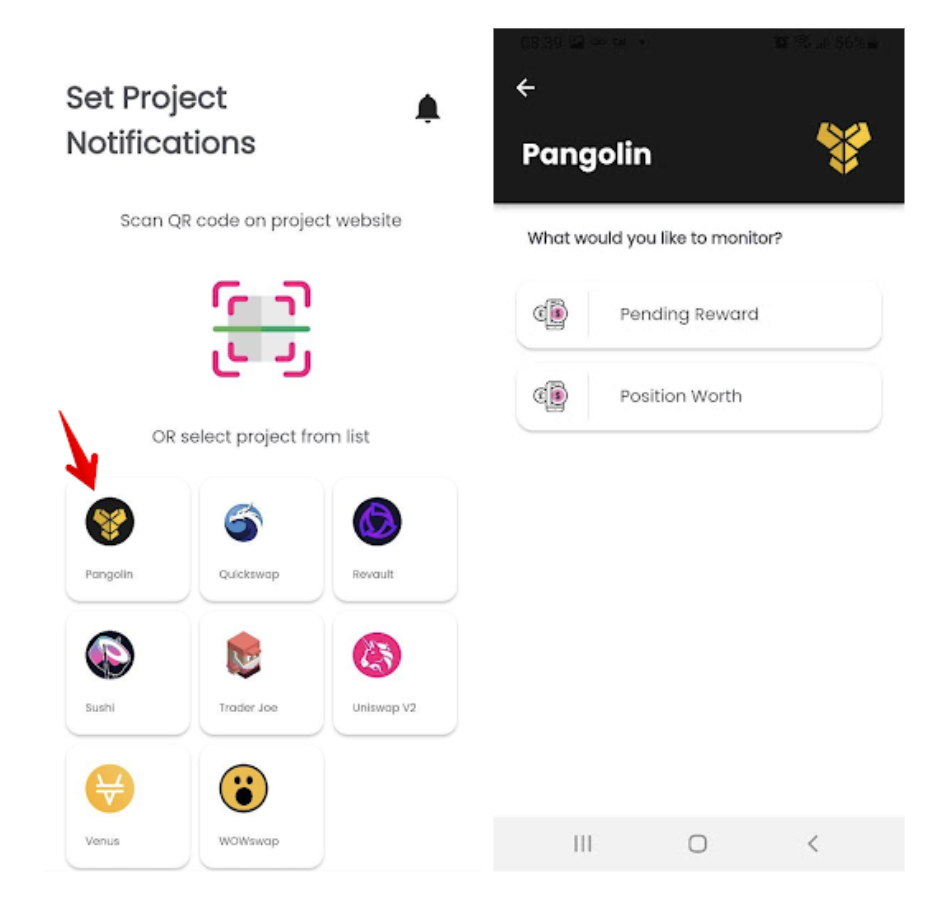 Set Project
Notifications
Scan QR code on project website
OR select project from list
Pangolin
Quickswap
Revault
Sushi
Trader Joe
Uniswap V2
Venus
WOWswap
08:39
56%
Pangolin
What would you like to monitor?
Pending Reward
Position Worth